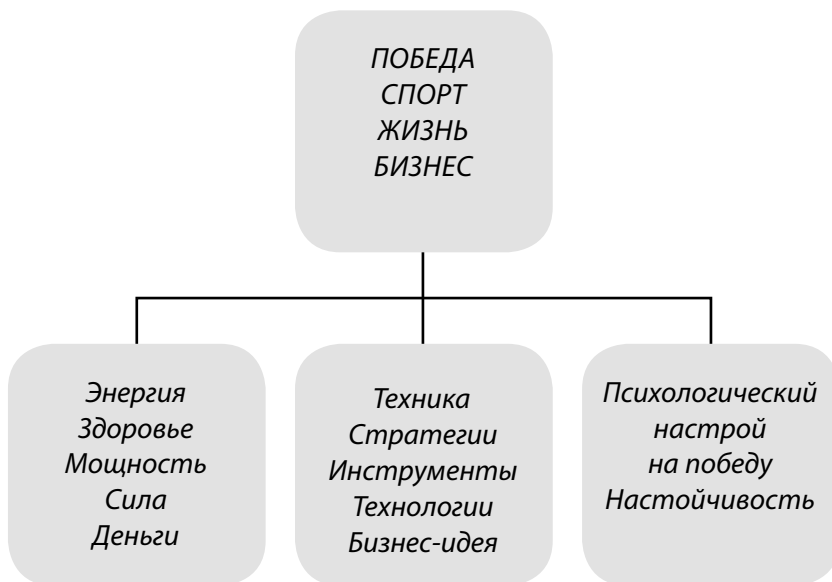 ПОБЕДА
СПОРТ
ЖИЗНЬ
БИЗНЕС
Энергия
Здоровье
Мощность
Сила
Деньги
Техника
Стратегии
Инструменты
Технологии
Бизнес-идея
Психологический
настрой
на победу
Настойчивость